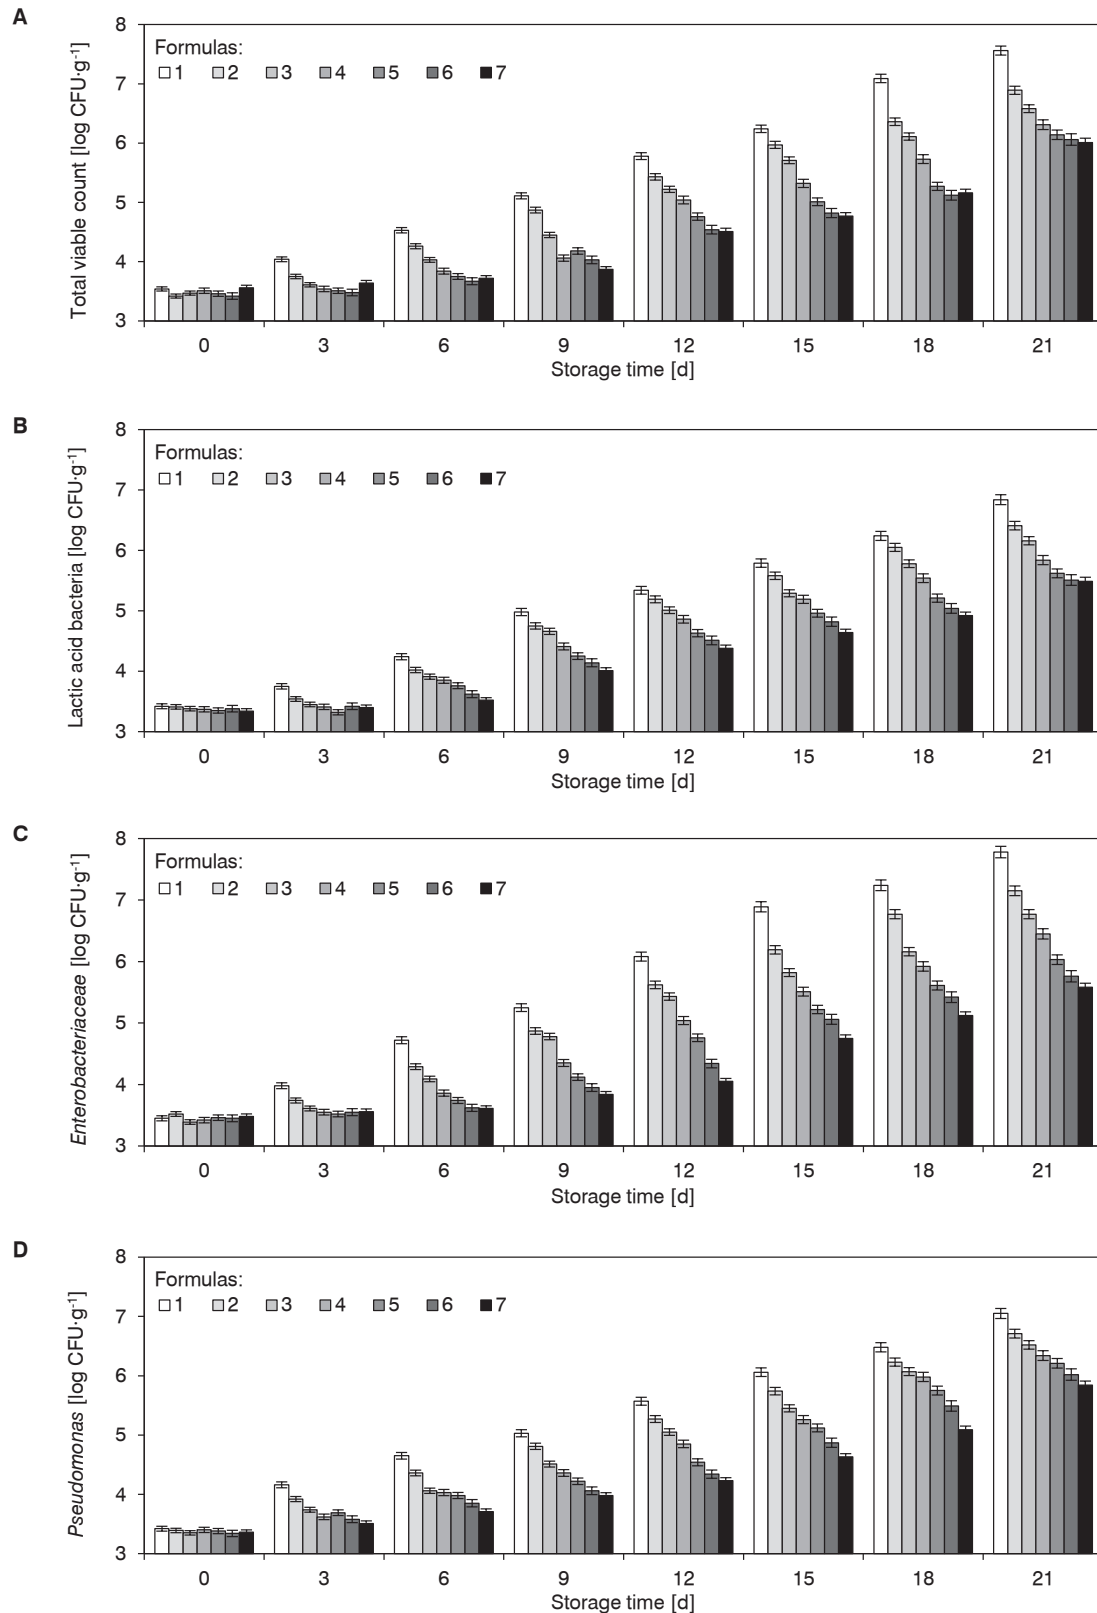 A
Total viable count [log CFU·g⁻¹]
8
7
6
5
4
3
Formulas:
1 2 3 4 5 6 7
0 3 6 9 12 15 18 21
Storage time [d]
B
Lactic acid bacteria [log CFU·g⁻¹]
8
7
6
5
4
3
Formulas:
1 2 3 4 5 6 7
0 3 6 9 12 15 18 21
Storage time [d]
C
Enterobacteriaceae [log CFU·g⁻¹]
8
7
6
5
4
3
Formulas:
1 2 3 4 5 6 7
0 3 6 9 12 15 18 21
Storage time [d]
D
Pseudomonas [log CFU·g⁻¹]
8
7
6
5
4
3
Formulas:
1 2 3 4 5 6 7
0 3 6 9 12 15 18 21
Storage time [d]